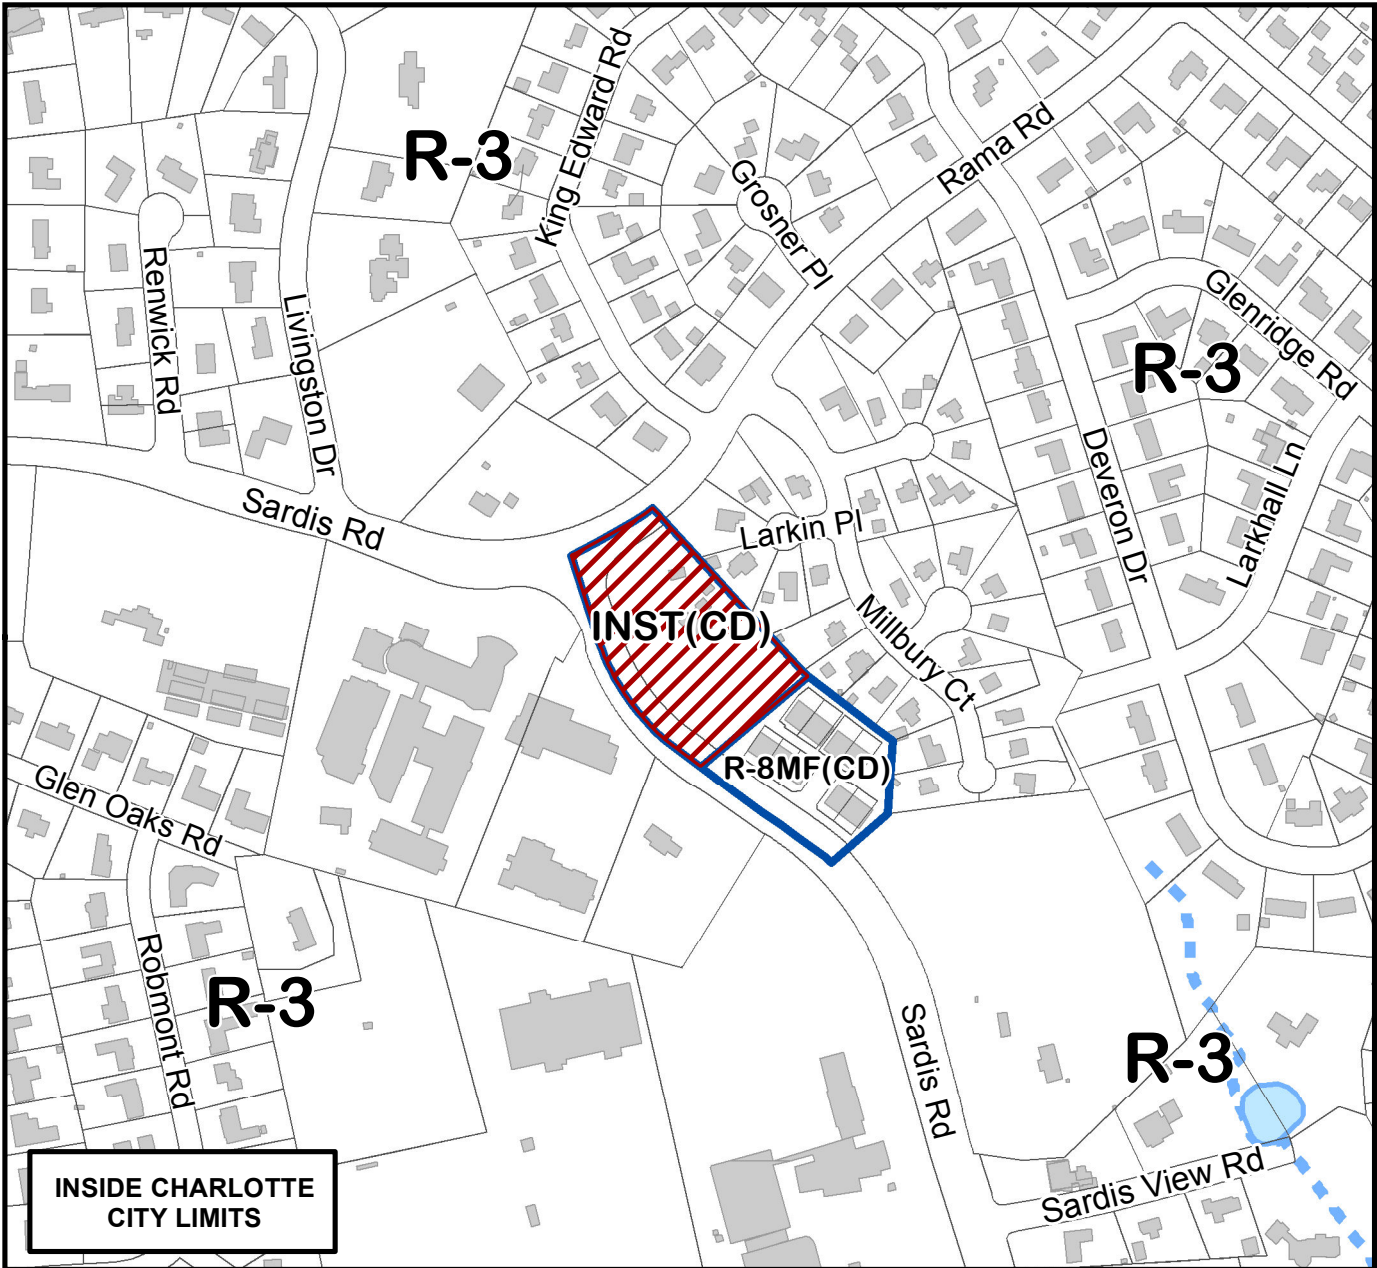 King Edward Rd
R-3
Rama Rd
Grosner Pl
Renwick Rd
Livingston Dr
Glenridge Rd
R-3
Deveron Dr
Larkhall Ln
Sardis Rd
Larkin Pl
INST(CD)
Millbury Ct
R-8MF(CD)
Glen Oaks Rd
Robmont Rd
R-3
Sardis Rd
R-3
Sardis View Rd
INSIDE CHARLOTTE
CITY LIMITS